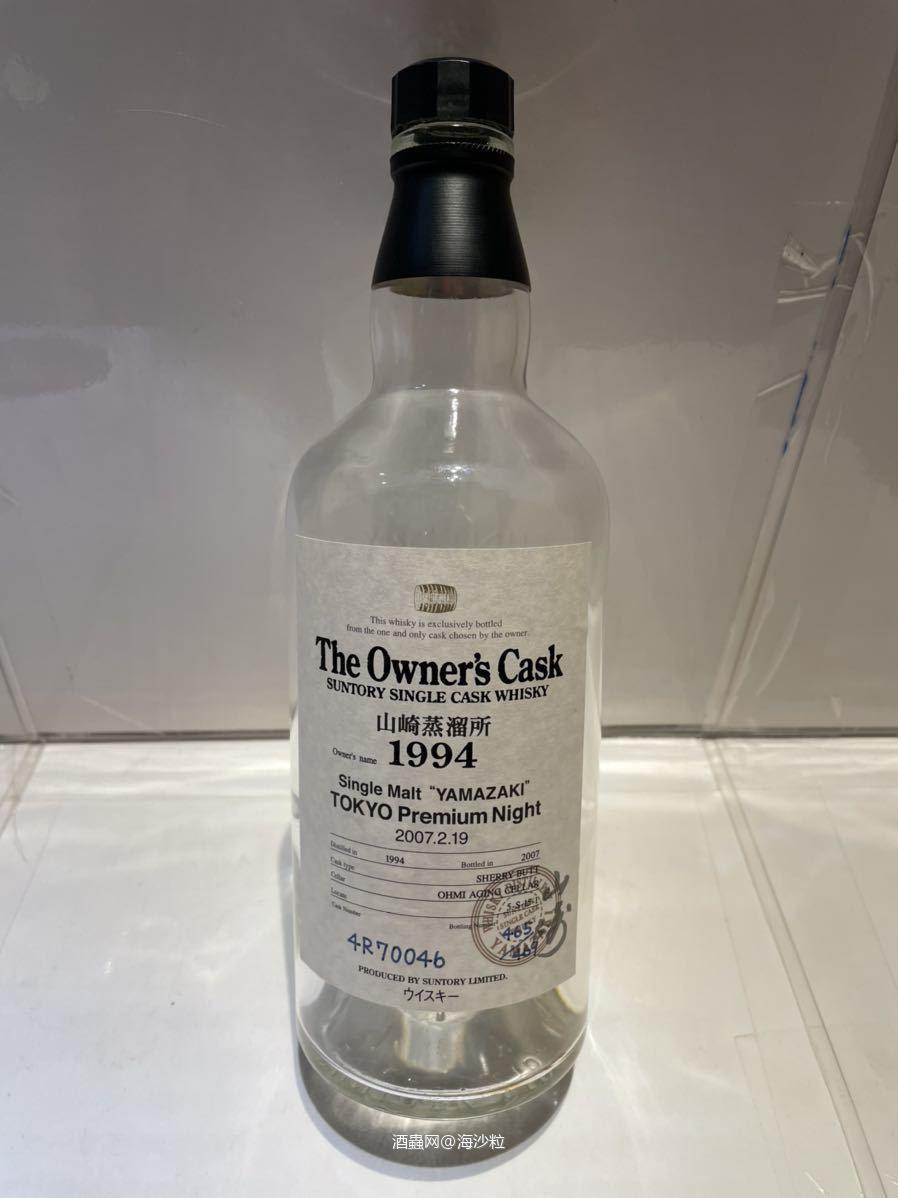 This whisky is exclusively bottled
from the one and only cask chosen by the owner.
The Owner's Cask
SUNTORY SINGLE CASK WHISKY
山崎蒸溜所
Owner's name 1994
Single Malt “YAMAZAKI”
TOKYO Premium Night
2007.2.19
Distilled in 1994 Bottled in 2007
Cask type SHERRY BUTT
Cellar OHMI AGING CELLAR
Locate
Cask Number
4R70046
465
469
SINGLE CASK
PRODUCED BY SUNTORY LIMITED.
ウイスキー
酒蟲网@海沙粒